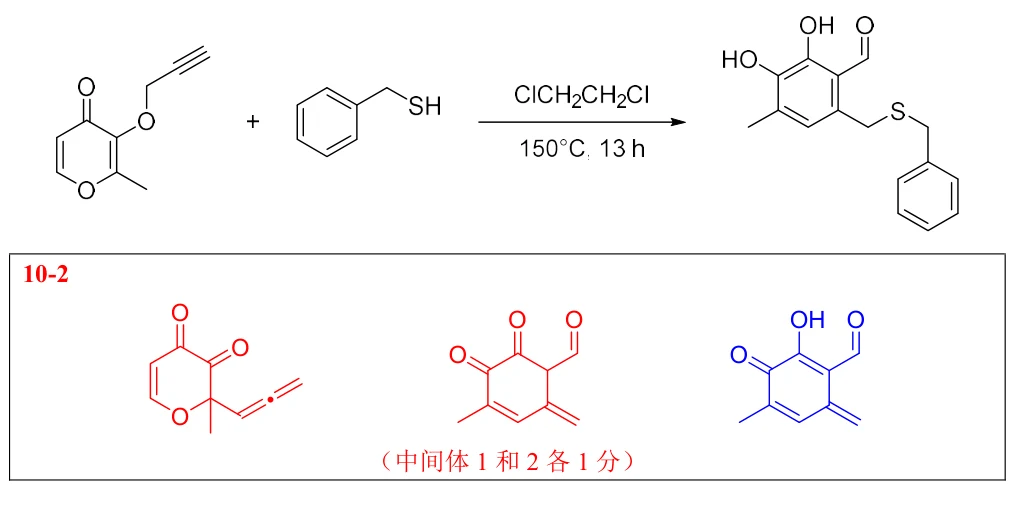 OH
O
HO
O
O
O
+
SH
ClCH₂CH₂Cl
150°C, 13 h
S
10-2
O
O
O
O
O
O
OH
O
O
（中间体 1 和 2 各 1 分）